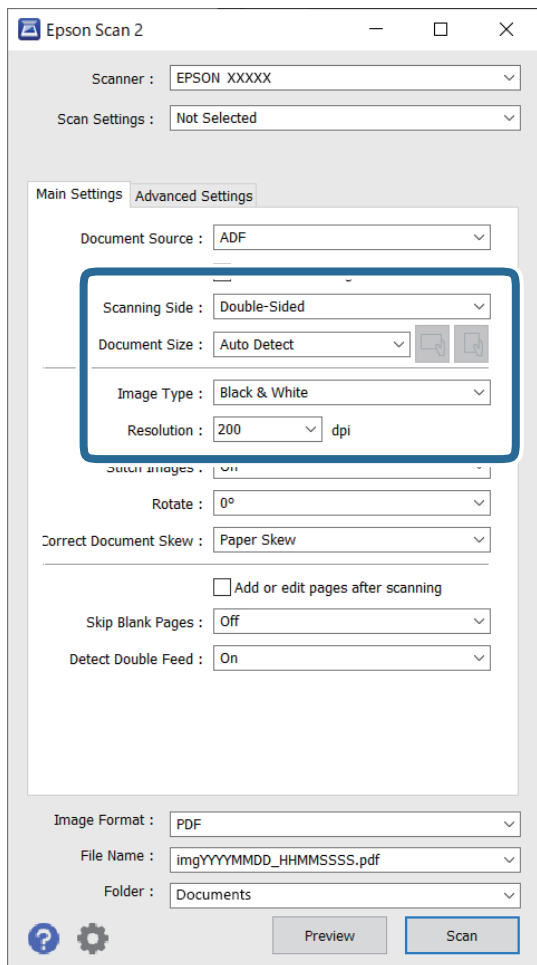 Epson Scan 2
Scanner : EPSON XXXXX
Scan Settings : Not Selected
Main Settings Advanced Settings
Document Source : ADF
Scanning Side : Double-Sided
Document Size : Auto Detect
Image Type : Black & White
Resolution : 200 dpi
Stitch Images : Off
Rotate : 0°
Correct Document Skew : Paper Skew
Add or edit pages after scanning
Skip Blank Pages : Off
Detect Double Feed : On
Image Format : PDF
File Name : imgYYYYMMDD_HHMMSSSS.pdf
Folder : Documents
? Preview Scan